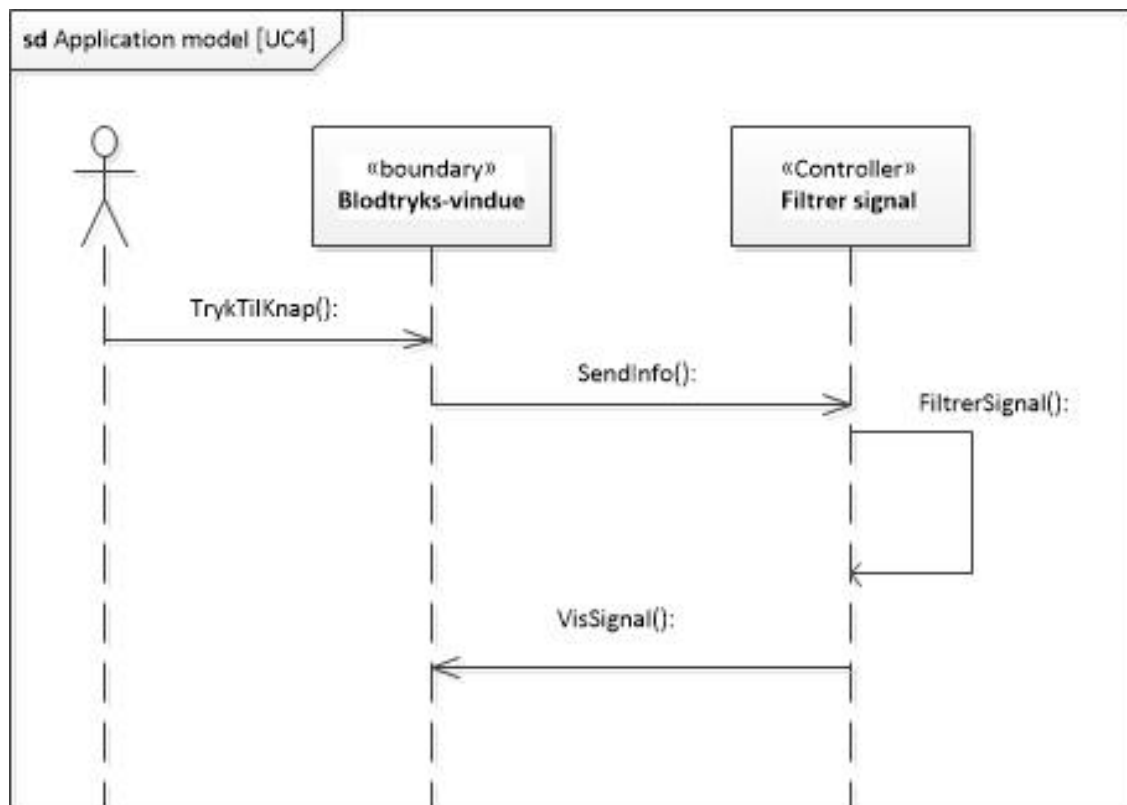 sd Application model [UC4]
«boundary»
Blodtryks-vindue
«Controller»
Filtrer signal
TrykTilKnap():
SendInfo():
FiltrerSignal():
VisSignal():